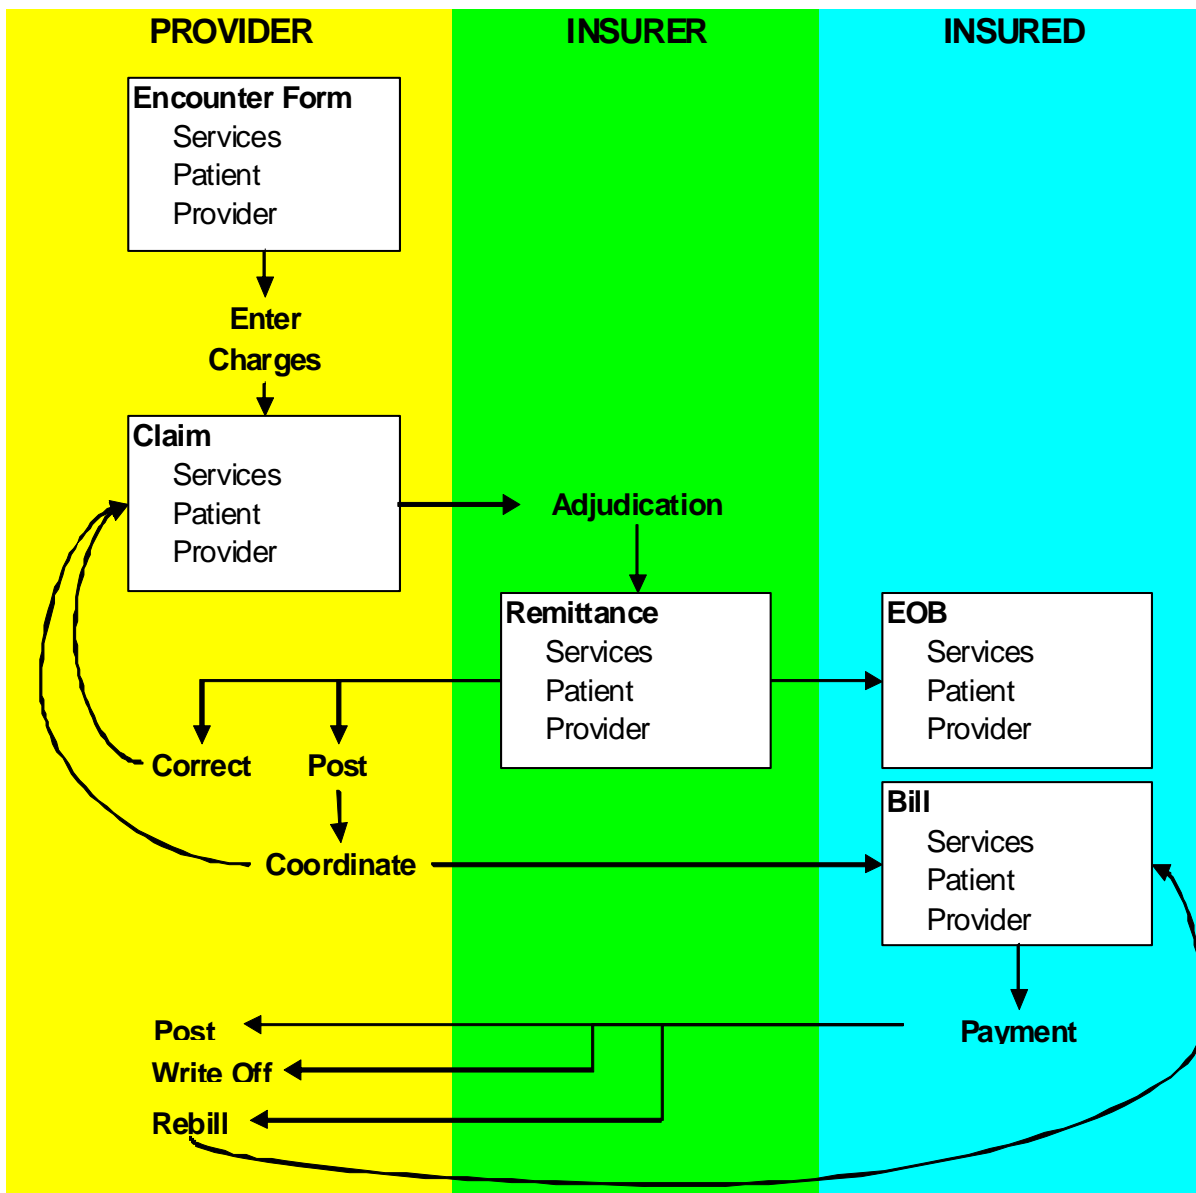 PROVIDER
INSURER
INSURED
Encounter Form
Services
Patient
Provider
Enter
Charges
Claim
Services
Patient
Provider
Adjudication
Remittance
Services
Patient
Provider
EOB
Services
Patient
Provider
Correct
Post
Bill
Services
Patient
Provider
Coordinate
Payment
Post
Write Off
Rebill